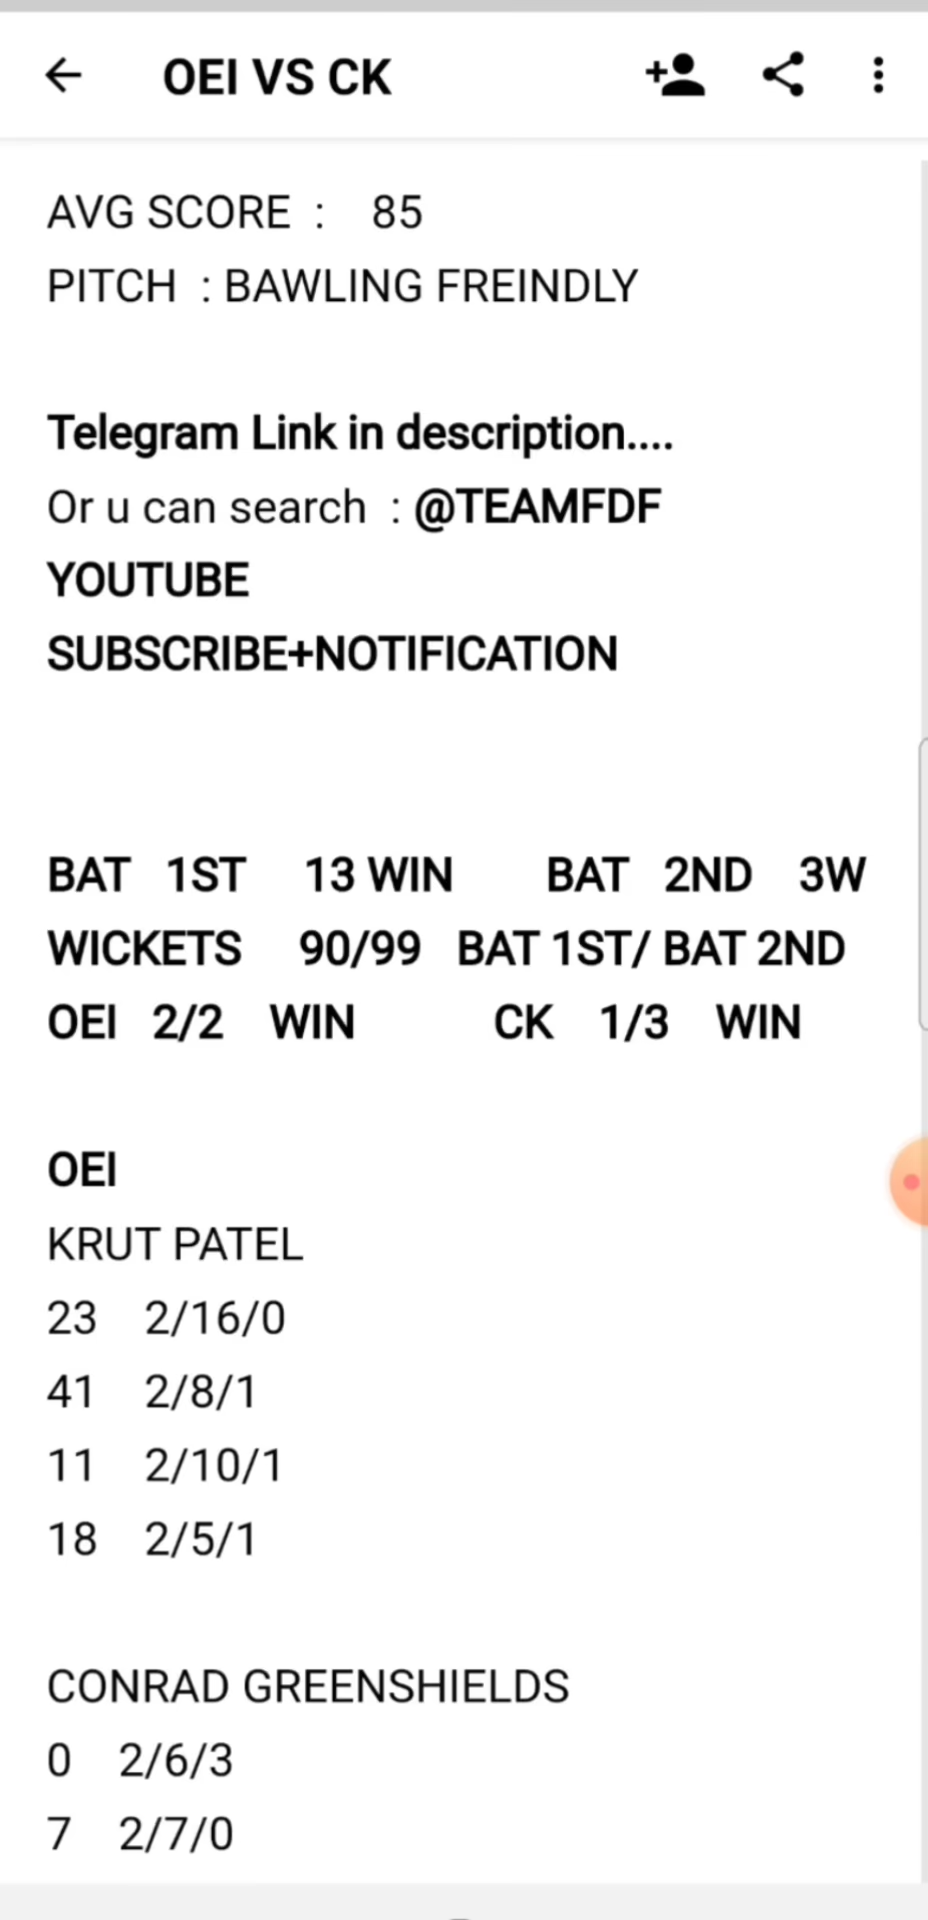 OEI VS CK
AVG SCORE : 85
PITCH : BAWLING FREINDLY
Telegram Link in description....
Or u can search : @TEAMFDF
YOUTUBE
SUBSCRIBE+NOTIFICATION
BAT 1ST 13 WIN BAT 2ND 3W
WICKETS 90/99 BAT 1ST/ BAT 2ND
OEI 2/2 WIN CK 1/3 WIN
OEI
KRUT PATEL
23 2/16/0
41 2/8/1
11 2/10/1
18 2/5/1
CONRAD GREENSHIELDS
0 2/6/3
7 2/7/0